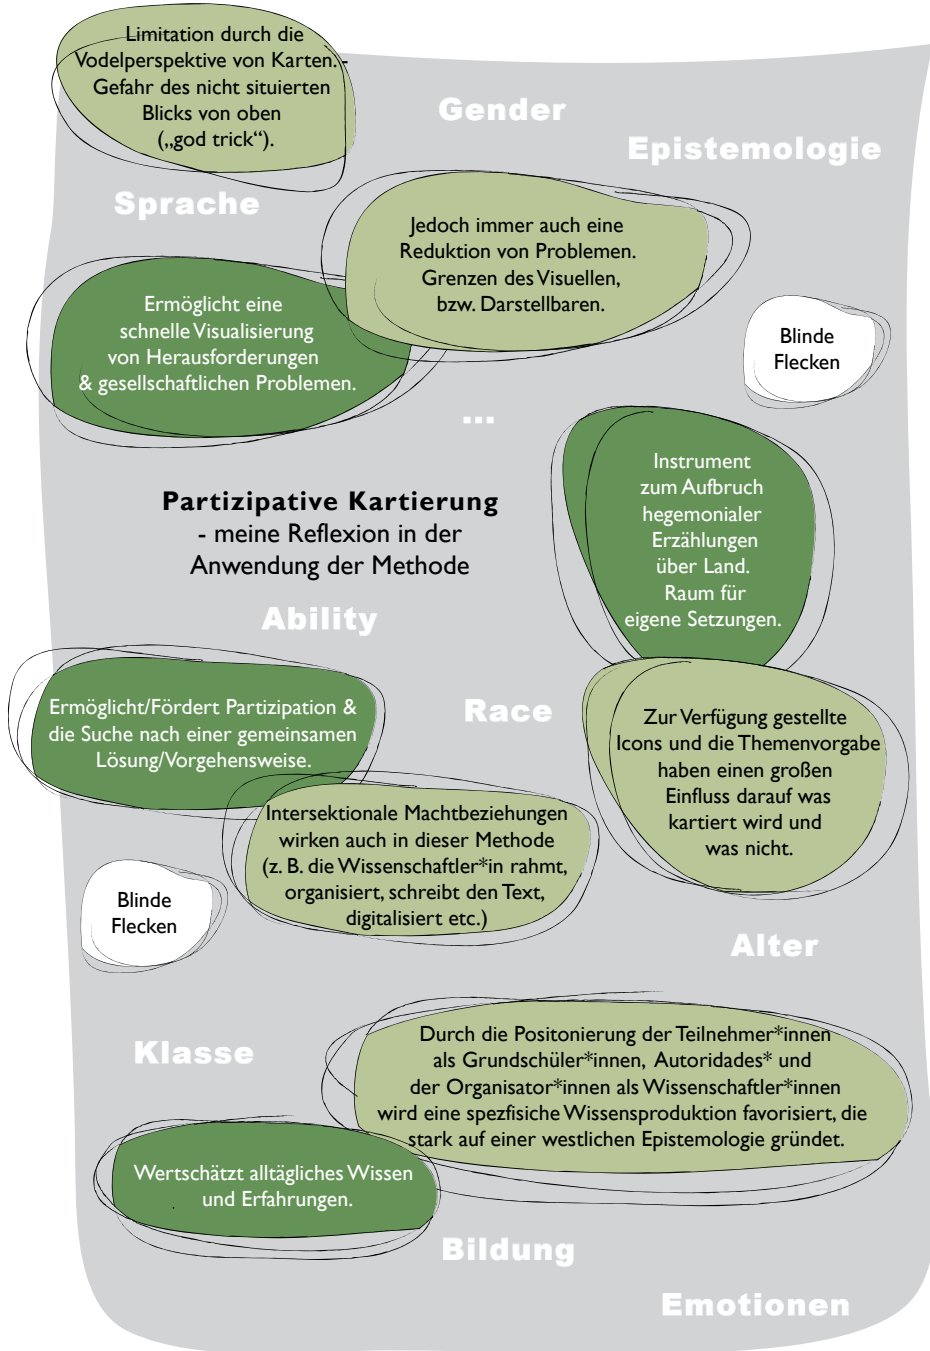 Limitation durch die
Vodelperspektive von Karten.-
Gefahr des nicht situierten
Blicks von oben
(„god trick“).
Gender
Epistemologie
Sprache
Jedoch immer auch eine
Reduktion von Problemen.
Grenzen des Visuellen,
bzw. Darstellbaren.
Ermöglicht eine
schnelle Visualisierung
von Herausforderungen
& gesellschaftlichen Problemen.
Blinde
Flecken
...
Instrument
zum Aufbruch
hegemonialer
Erzählungen
über Land.
Raum für
eigene Setzungen.
Partizipative Kartierung
- meine Reflexion in der
Anwendung der Methode
Ability
Ermöglicht/Fördert Partizipation &
die Suche nach einer gemeinsamen
Lösung/Vorgehensweise.
Race
Zur Verfügung gestellte
Icons und die Themenvorgabe
haben einen großen
Einfluss darauf was
kartiert wird und
was nicht.
Intersektionale Machtbeziehungen
wirken auch in dieser Methode
(z. B. die Wissenschaftler*in rahmt,
organisiert, schreibt den Text,
digitalisiert etc.)
Blinde
Flecken
Alter
Klasse
Durch die Positonierung der Teilnehmer*innen
als Grundschüler*innen, Autoridades* und
der Organisator*innen als Wissenschaftler*innen
wird eine spezfisiche Wissensproduktion favorisiert, die
stark auf einer westlichen Epistemologie gründet.
Wertschätzt alltägliches Wissen
und Erfahrungen.
Bildung
Emotionen